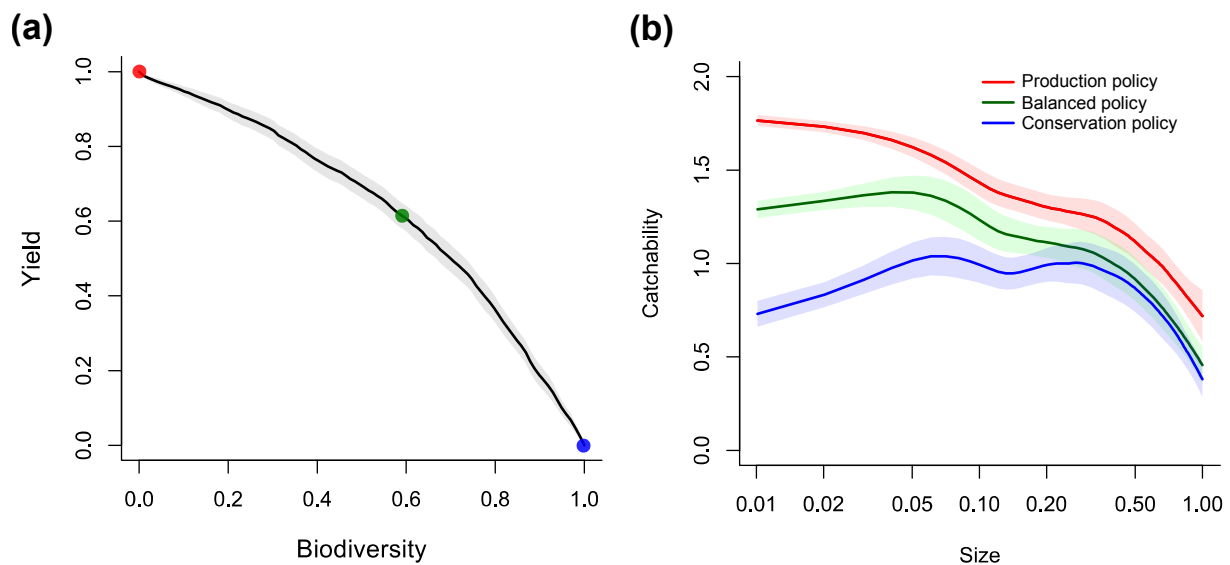 (a)
Yield
1.0
0.8
0.6
0.4
0.2
0.0
0.0 0.2 0.4 0.6 0.8 1.0
Biodiversity
(b)
Catchability
2.0
1.5
1.0
0.5
0.0
Production policy
Balanced policy
Conservation policy
0.01 0.02 0.05 0.10 0.20 0.50 1.00
Size